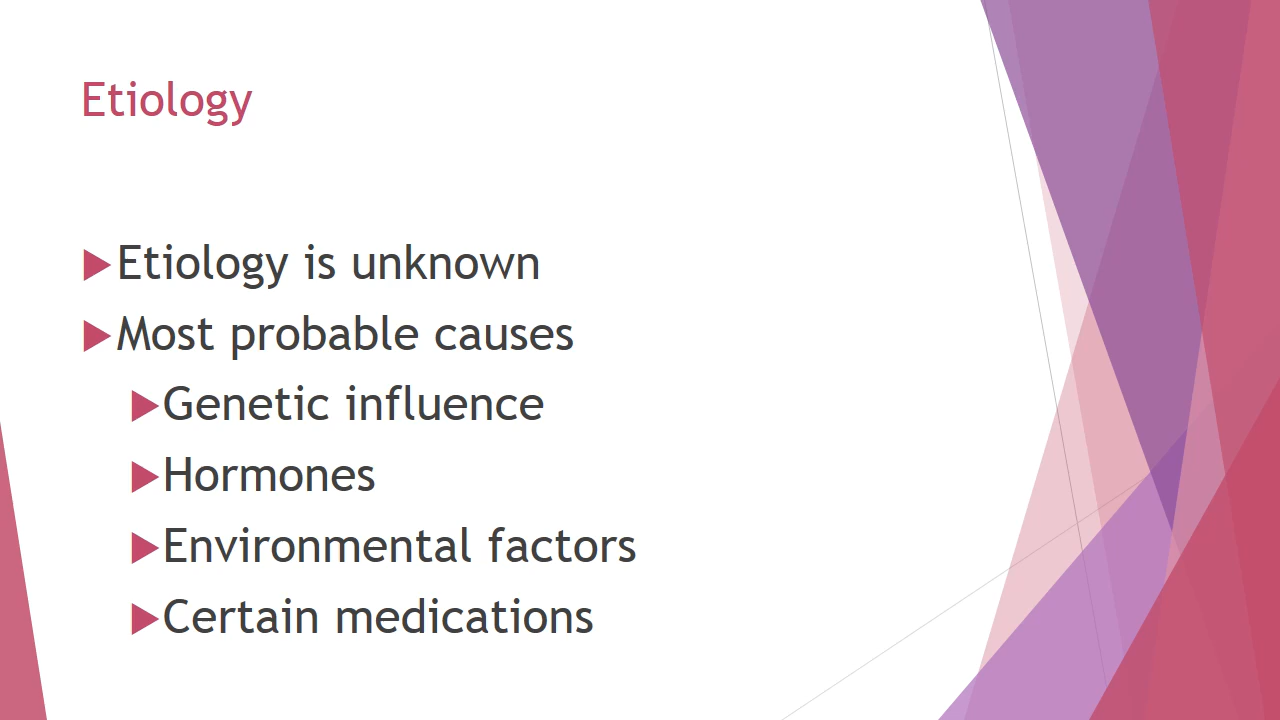 Etiology
Etiology is unknown
Most probable causes
Genetic influence
Hormones
Environmental factors
Certain medications